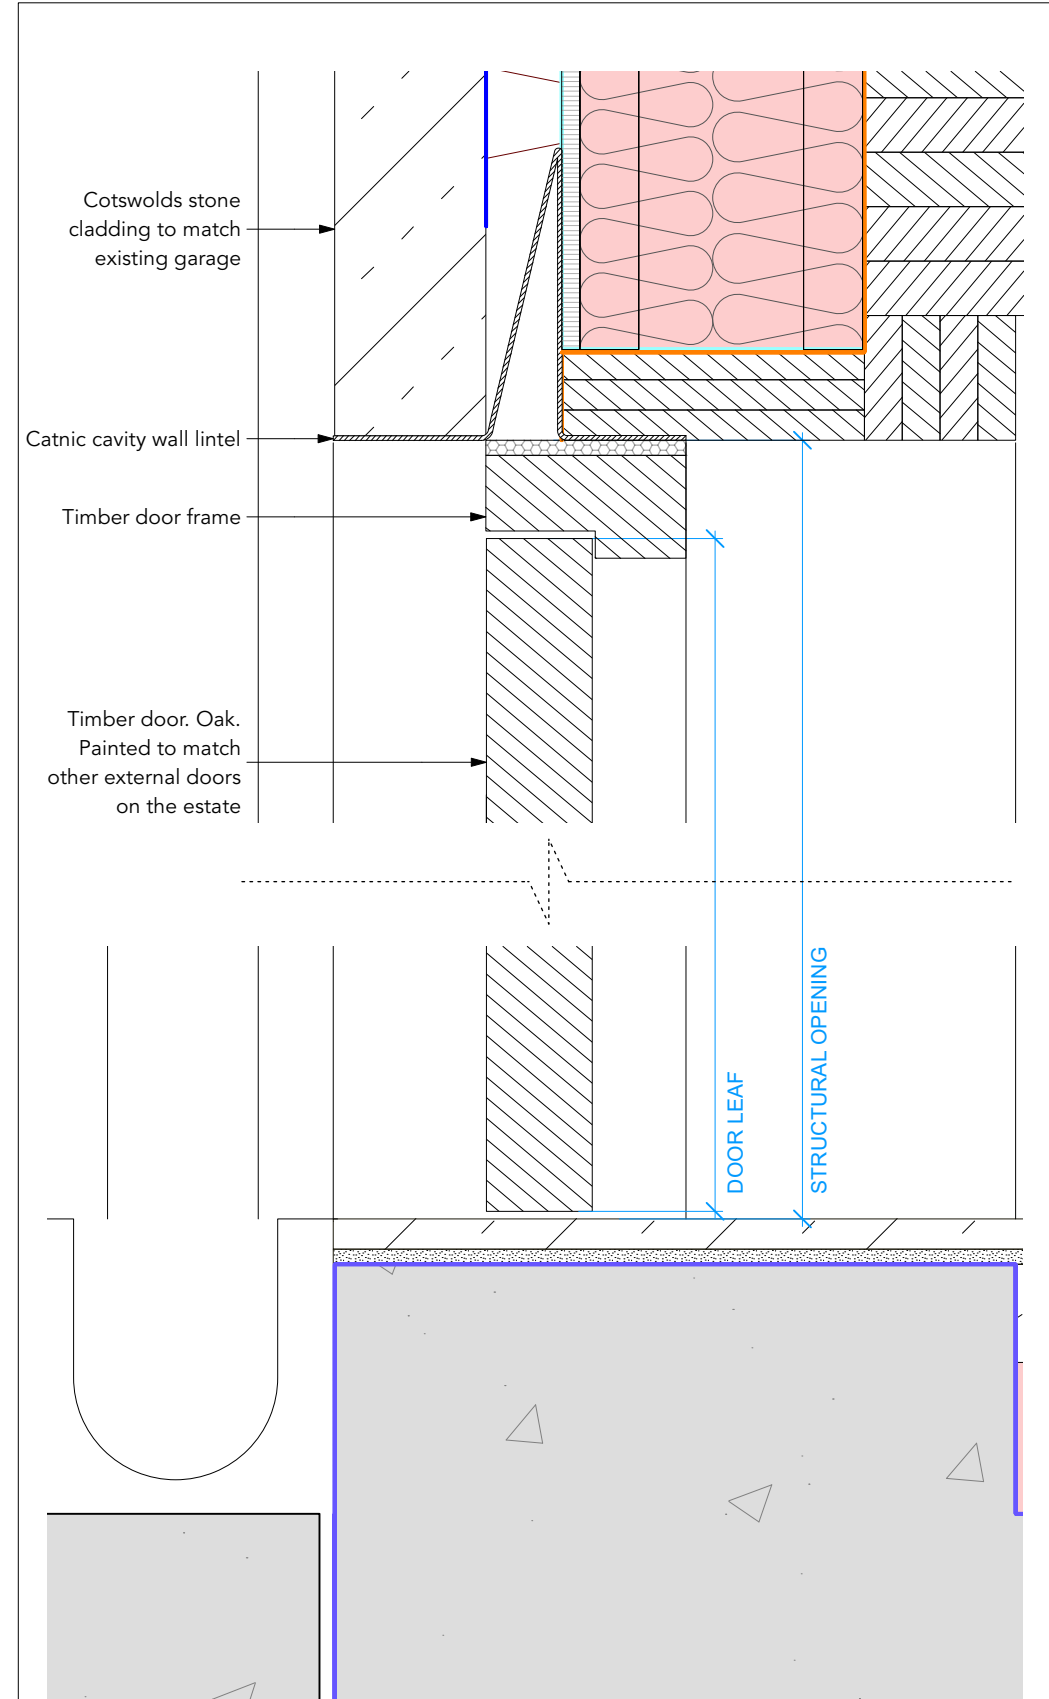 Cotswolds stone
cladding to match
existing garage
Catnic cavity wall lintel
Timber door frame
Timber door. Oak.
Painted to match
other external doors
on the estate
DOOR LEAF
STRUCTURAL OPENING